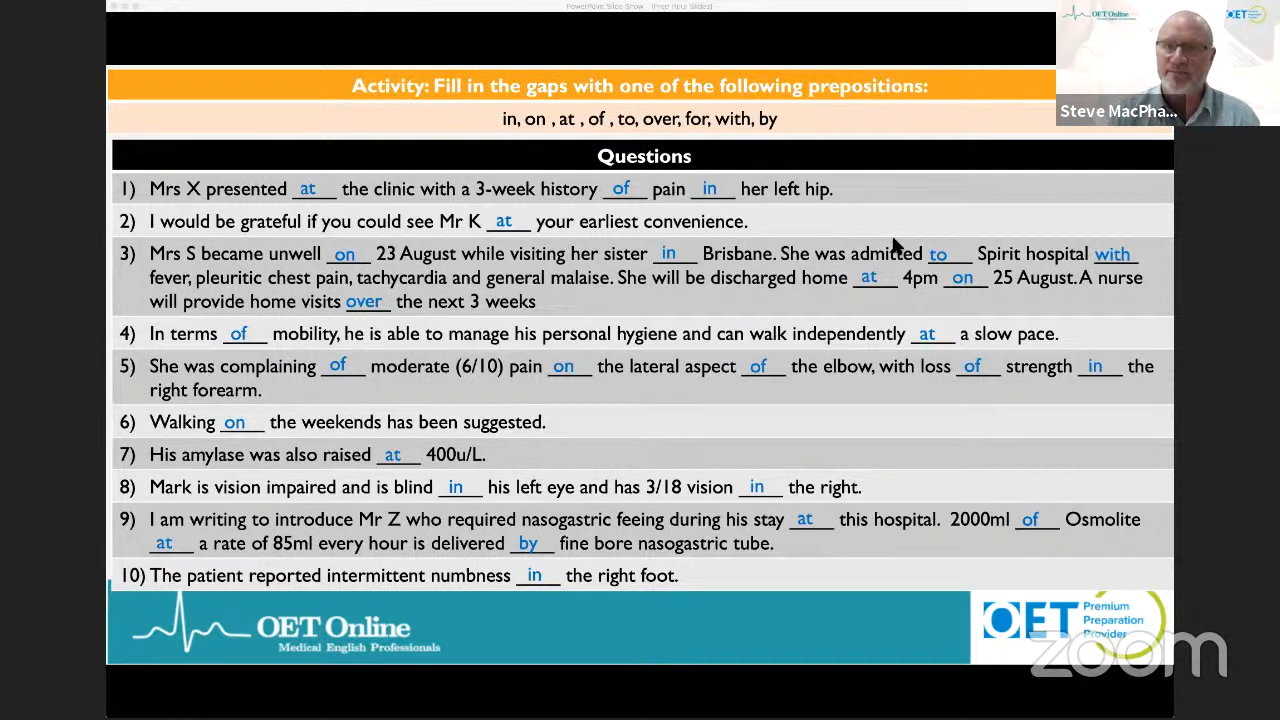 PowerPoint Slide Show - [Prep Hour Slides]
OET Online
OET
Steve MacPha...
Activity: Fill in the gaps with one of the following prepositions:
in, on , at , of , to, over, for, with, by
Questions
1) Mrs X presented at the clinic with a 3-week history of pain in her left hip.
2) I would be grateful if you could see Mr K at your earliest convenience.
3) Mrs S became unwell on 23 August while visiting her sister in Brisbane. She was admitted to Spirit hospital with
fever, pleuritic chest pain, tachycardia and general malaise. She will be discharged home at 4pm on 25 August. A nurse
will provide home visits over the next 3 weeks
4) In terms of mobility, he is able to manage his personal hygiene and can walk independently at a slow pace.
5) She was complaining of moderate (6/10) pain on the lateral aspect of the elbow, with loss of strength in the
right forearm.
6) Walking on the weekends has been suggested.
7) His amylase was also raised at 400u/L.
8) Mark is vision impaired and is blind in his left eye and has 3/18 vision in the right.
9) I am writing to introduce Mr Z who required nasogastric feeing during his stay at this hospital. 2000ml of Osmolite
at a rate of 85ml every hour is delivered by fine bore nasogastric tube.
10) The patient reported intermittent numbness in the right foot.
OET Online
Medical English Professionals
OET
Premium
Preparation
Provider
zoom